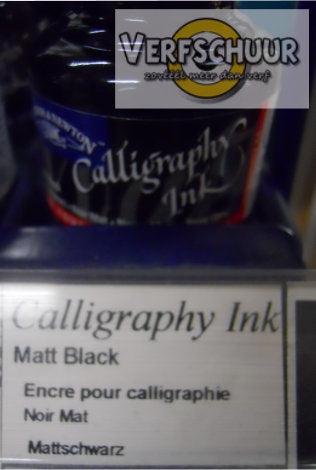 VERFSCHUUR
zoveel meer dan verf
Calligraphy
Ink
Calligraphy Ink
Matt Black
Encre pour calligraphie
Noir Mat
Mattschwarz